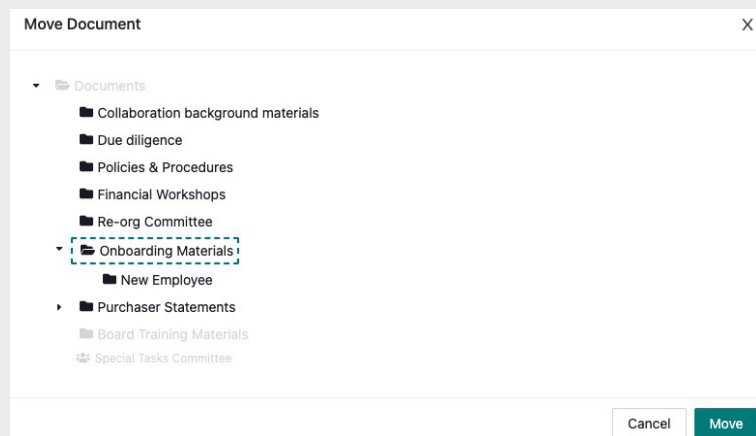 Move Document
X
Documents
Collaboration background materials
Due diligence
Policies & Procedures
Financial Workshops
Re-org Committee
Onboarding Materials
New Employee
Purchaser Statements
Board Training Materials
Special Tasks Committee
Cancel Move